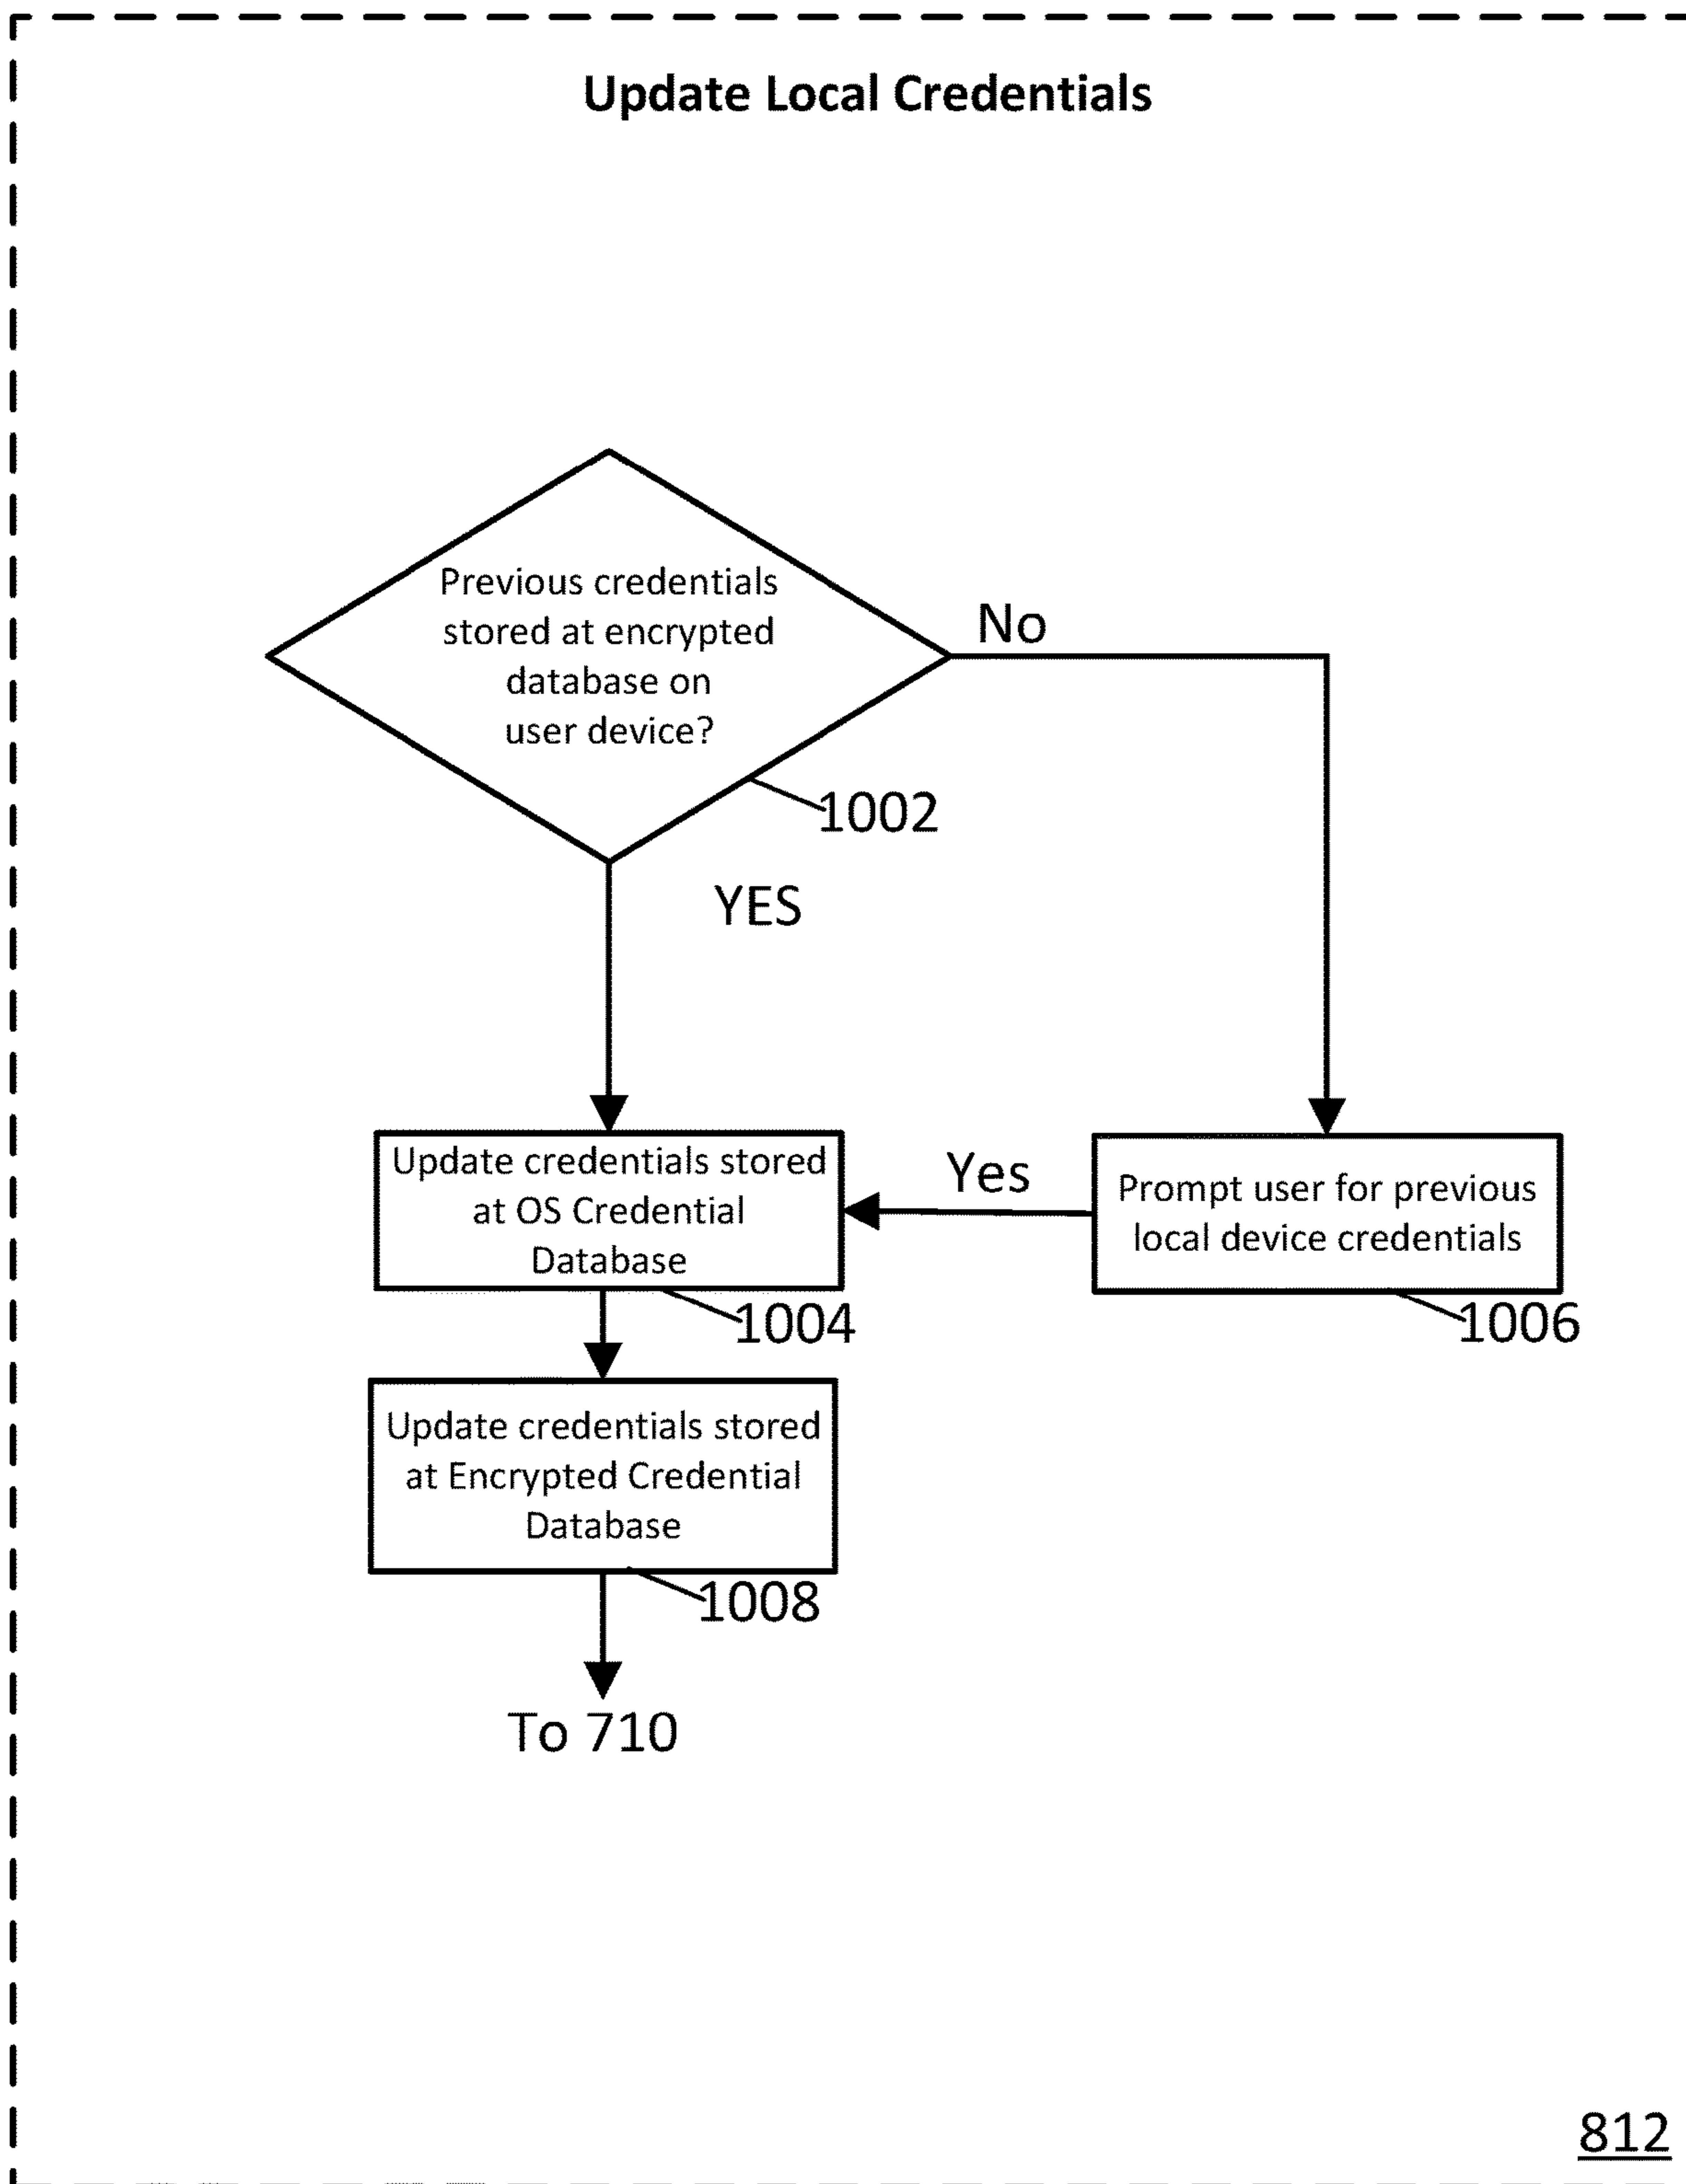 Update Local Credentials
Previous credentials
stored at encrypted
database on
user device?
No
1002
YES
Update credentials stored
at OS Credential
Database
1004
Yes
Prompt user for previous
local device credentials
1006
Update credentials stored
at Encrypted Credential
Database
1008
To 710
812